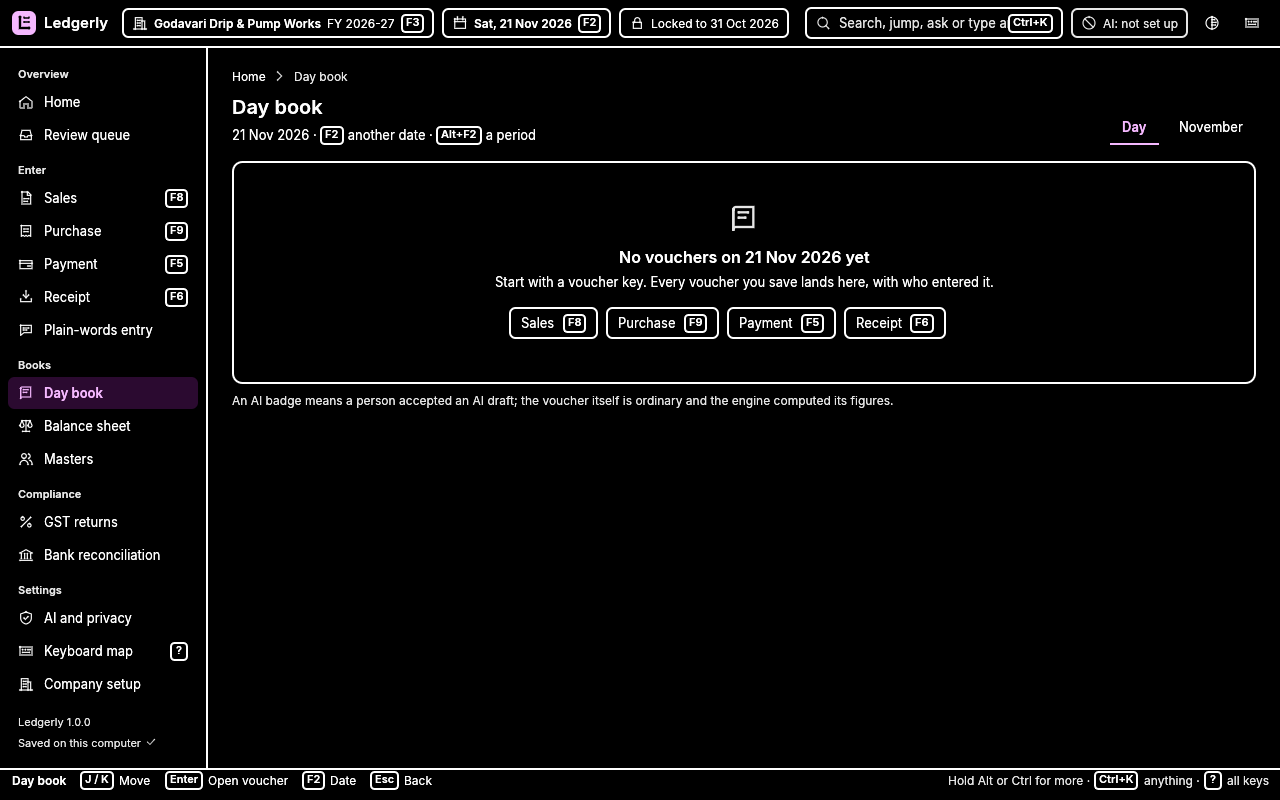 Ledgerly
Godavari Drip & Pump Works FY 2026-27 F3
Sat, 21 Nov 2026 F2
Locked to 31 Oct 2026
Search, jump, ask or type a Ctrl+K
AI: not set up
Overview
Home
Review queue
Enter
Sales F8
Purchase F9
Payment F5
Receipt F6
Plain-words entry
Books
Day book
Balance sheet
Masters
Compliance
GST returns
Bank reconciliation
Settings
AI and privacy
Keyboard map ?
Company setup
Ledgerly 1.0.0
Saved on this computer
Home Day book
Day book
21 Nov 2026 · F2 another date · Alt+F2 a period
Day November
No vouchers on 21 Nov 2026 yet
Start with a voucher key. Every voucher you save lands here, with who entered it.
Sales F8 Purchase F9 Payment F5 Receipt F6
An AI badge means a person accepted an AI draft; the voucher itself is ordinary and the engine computed its figures.
Day book J / K Move Enter Open voucher F2 Date Esc Back
Hold Alt or Ctrl for more · Ctrl+K anything · ? all keys